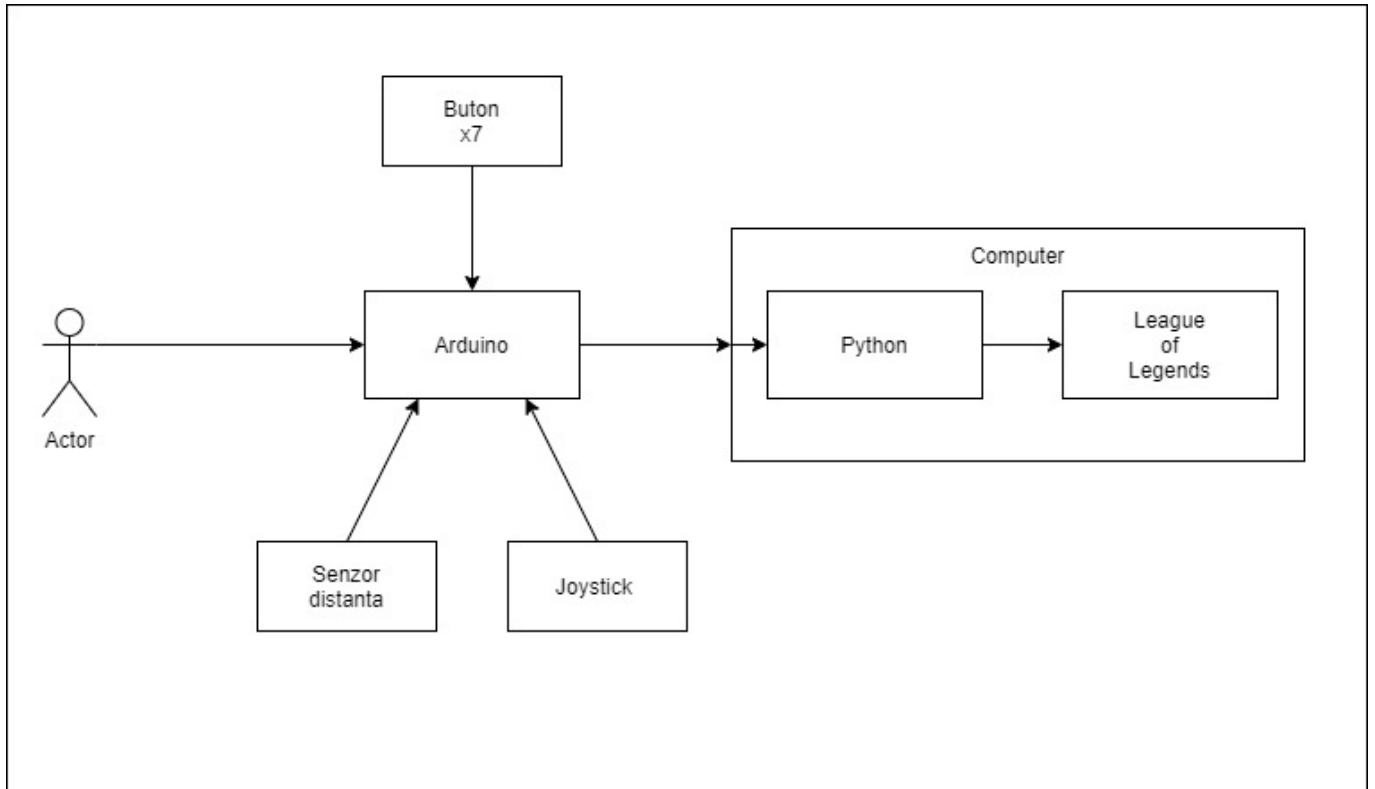 Buton
x7
Computer
Arduino
Python
League
of
Legends
Actor
Senzor
distanta
Joystick